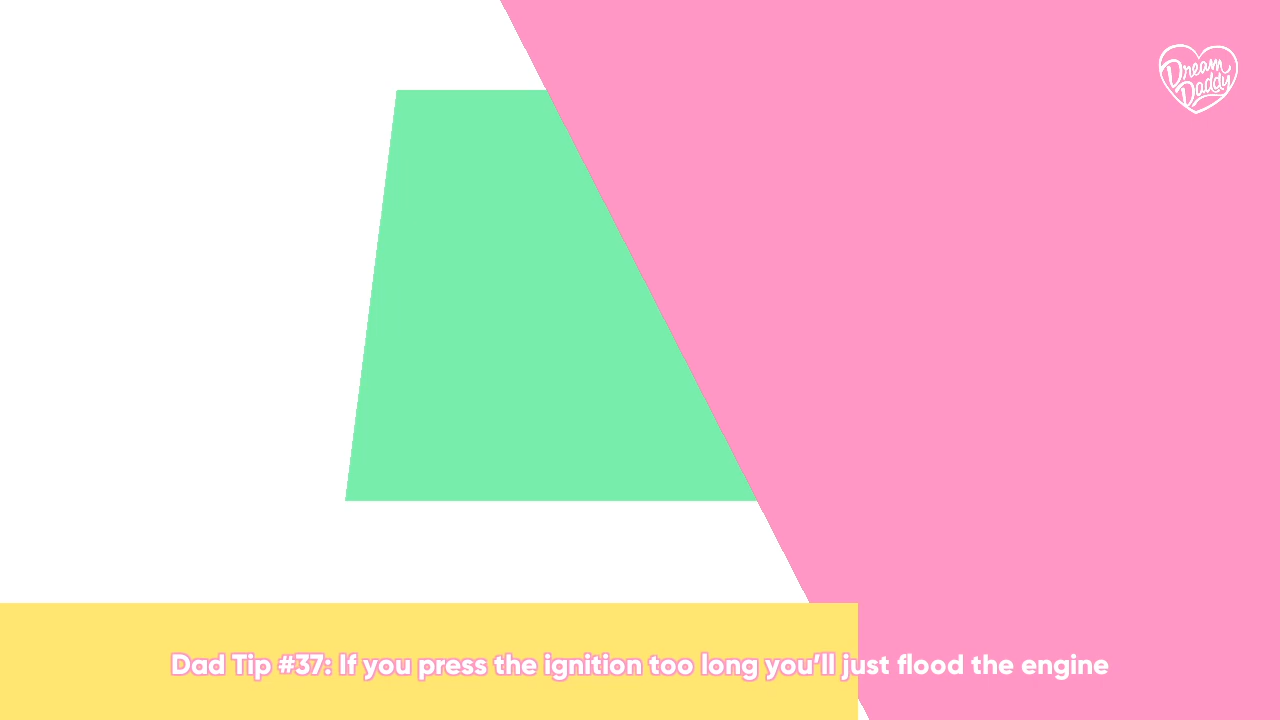 Dream
Daddy
Dad Tip #37: If you press the ignition too long you’ll just flood the engine